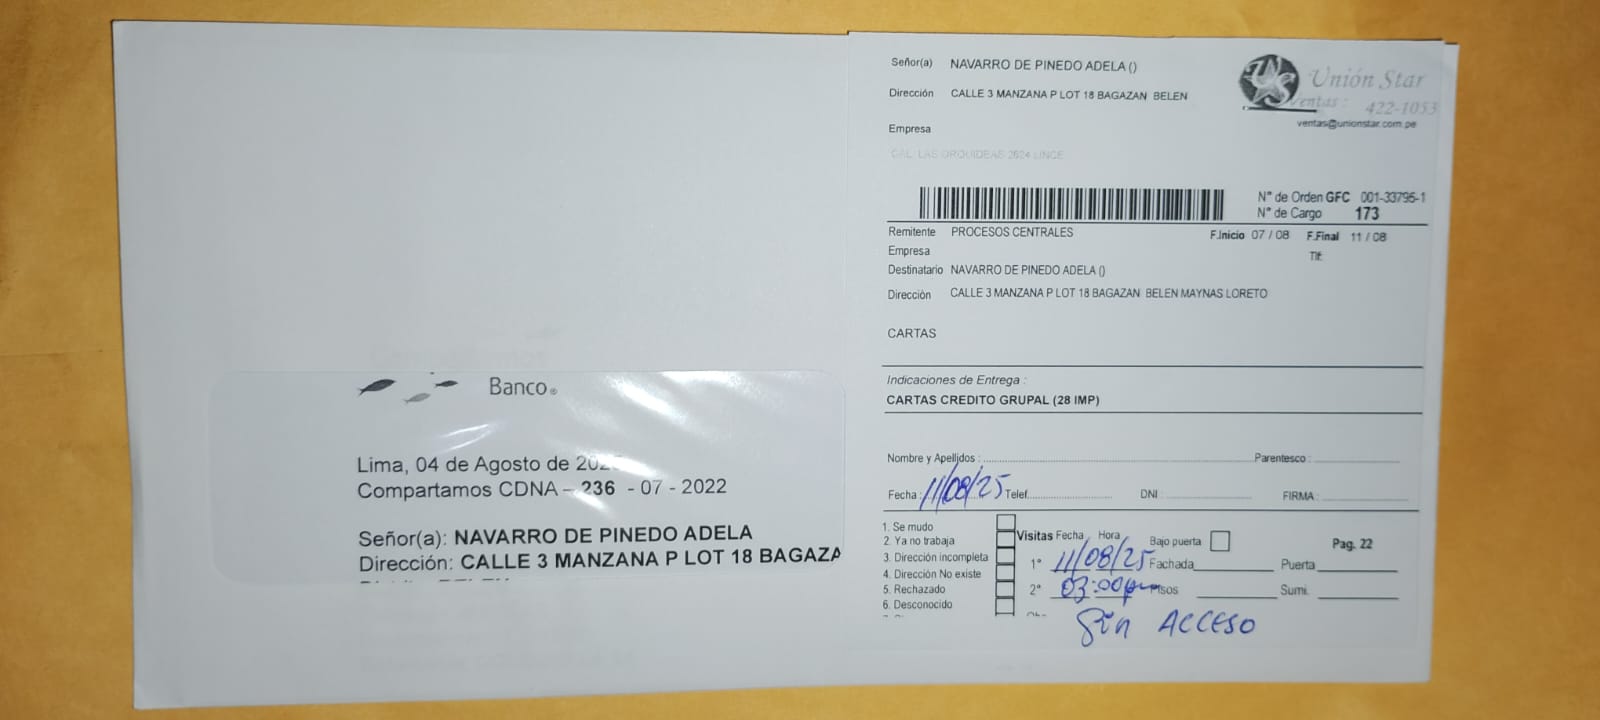 Banco®
Lima, 04 de Agosto de 202
Compartamos CDNA - 236 - 07 - 2022
Señor(a): NAVARRO DE PINEDO ADELA
Dirección: CALLE 3 MANZANA P LOT 18 BAGAZA
Señor(a) NAVARRO DE PINEDO ADELA ()
Dirección CALLE 3 MANZANA P LOT 18 BAGAZAN BELEN
Empresa
CAL. LAS ORQUIDEAS 2624 LINCE
Unión Star
ventas: 422-1053
ventas@unionstar.com.pe
N° de Orden GFC 001-33795-1
N° de Cargo 173
Remitente PROCESOS CENTRALES F.Inicio 07 / 08 F.Final 11 / 08
Empresa Tlf:
Destinatario NAVARRO DE PINEDO ADELA ()
Dirección CALLE 3 MANZANA P LOT 18 BAGAZAN BELEN MAYNAS LORETO
CARTAS
Indicaciones de Entrega :
CARTAS CREDITO GRUPAL (28 IMP)
Nombre y Apellidos : Parentesco :
Fecha : 11/08/25 Telef. DNI : FIRMA :
1. Se mudo
2. Ya no trabaja
3. Dirección incompleta
4. Dirección No existe
5. Rechazado
6. Desconocido
Visitas Fecha Hora Bajo puerta Pag. 22
1° 11/08/25 Fachada Puerta
2° 03:00pm Pisos Sumi.
Sin ACCESO